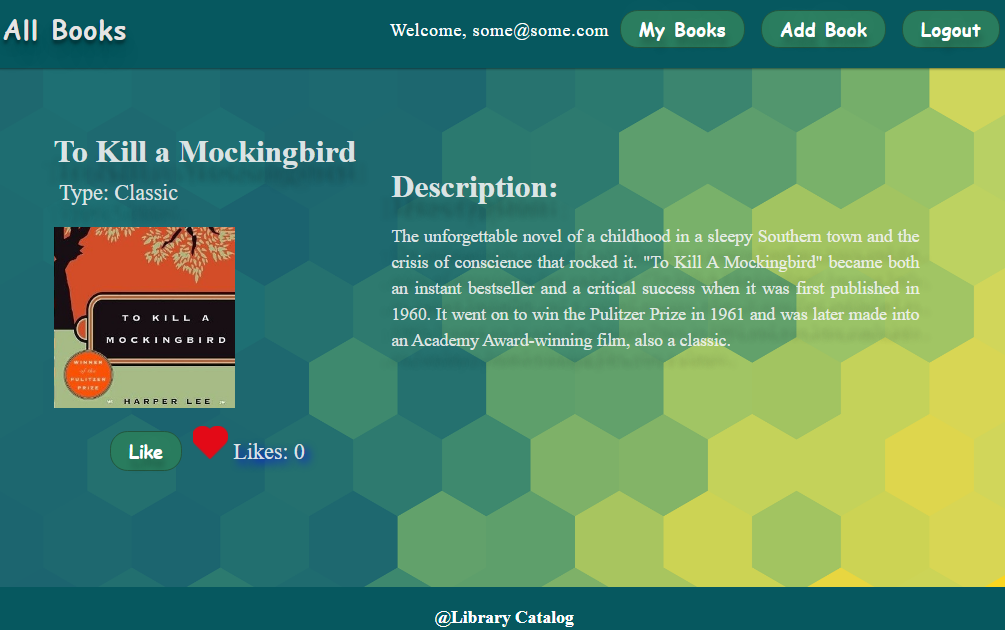 All Books
Welcome, some@some.com
My Books
Add Book
Logout
To Kill a Mockingbird
Type: Classic
TO KILL A
MOCKINGBIRD
WINNER
of the
PULITZER
PRIZE
HARPER LEE
Like
Likes: 0
Description:
The unforgettable novel of a childhood in a sleepy Southern town and the
crisis of conscience that rocked it. "To Kill A Mockingbird" became both
an instant bestseller and a critical success when it was first published in
1960. It went on to win the Pulitzer Prize in 1961 and was later made into
an Academy Award-winning film, also a classic.
@Library Catalog